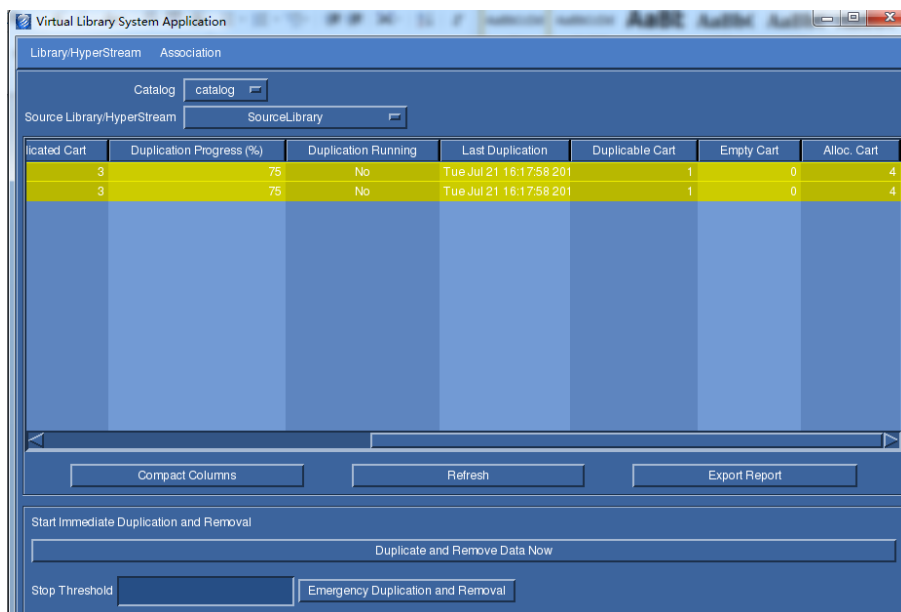 Virtual Library System Application
Library/HyperStream Association
Catalog catalog
Source Library/HyperStream SourceLibrary
licated Cart Duplication Progress (%) Duplication Running Last Duplication Duplicable Cart Empty Cart Alloc. Cart
3 75 No Tue Jul 21 16:17:58 201 1 0 4
3 75 No Tue Jul 21 16:17:58 201 1 0 4
Compact Columns Refresh Export Report
Start Immediate Duplication and Removal
Duplicate and Remove Data Now
Stop Threshold Emergency Duplication and Removal